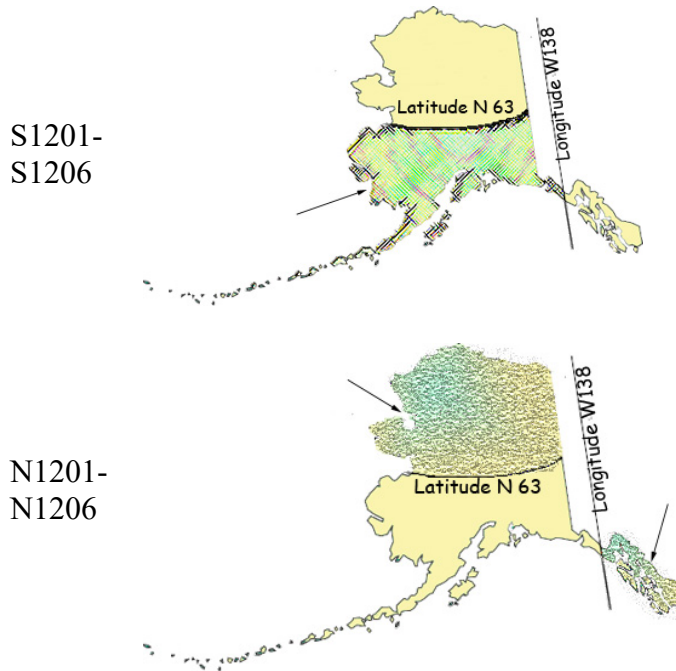 Latitude N 63
Longitude W138
S1201-
S1206
Latitude N 63
Longitude W138
N1201-
N1206